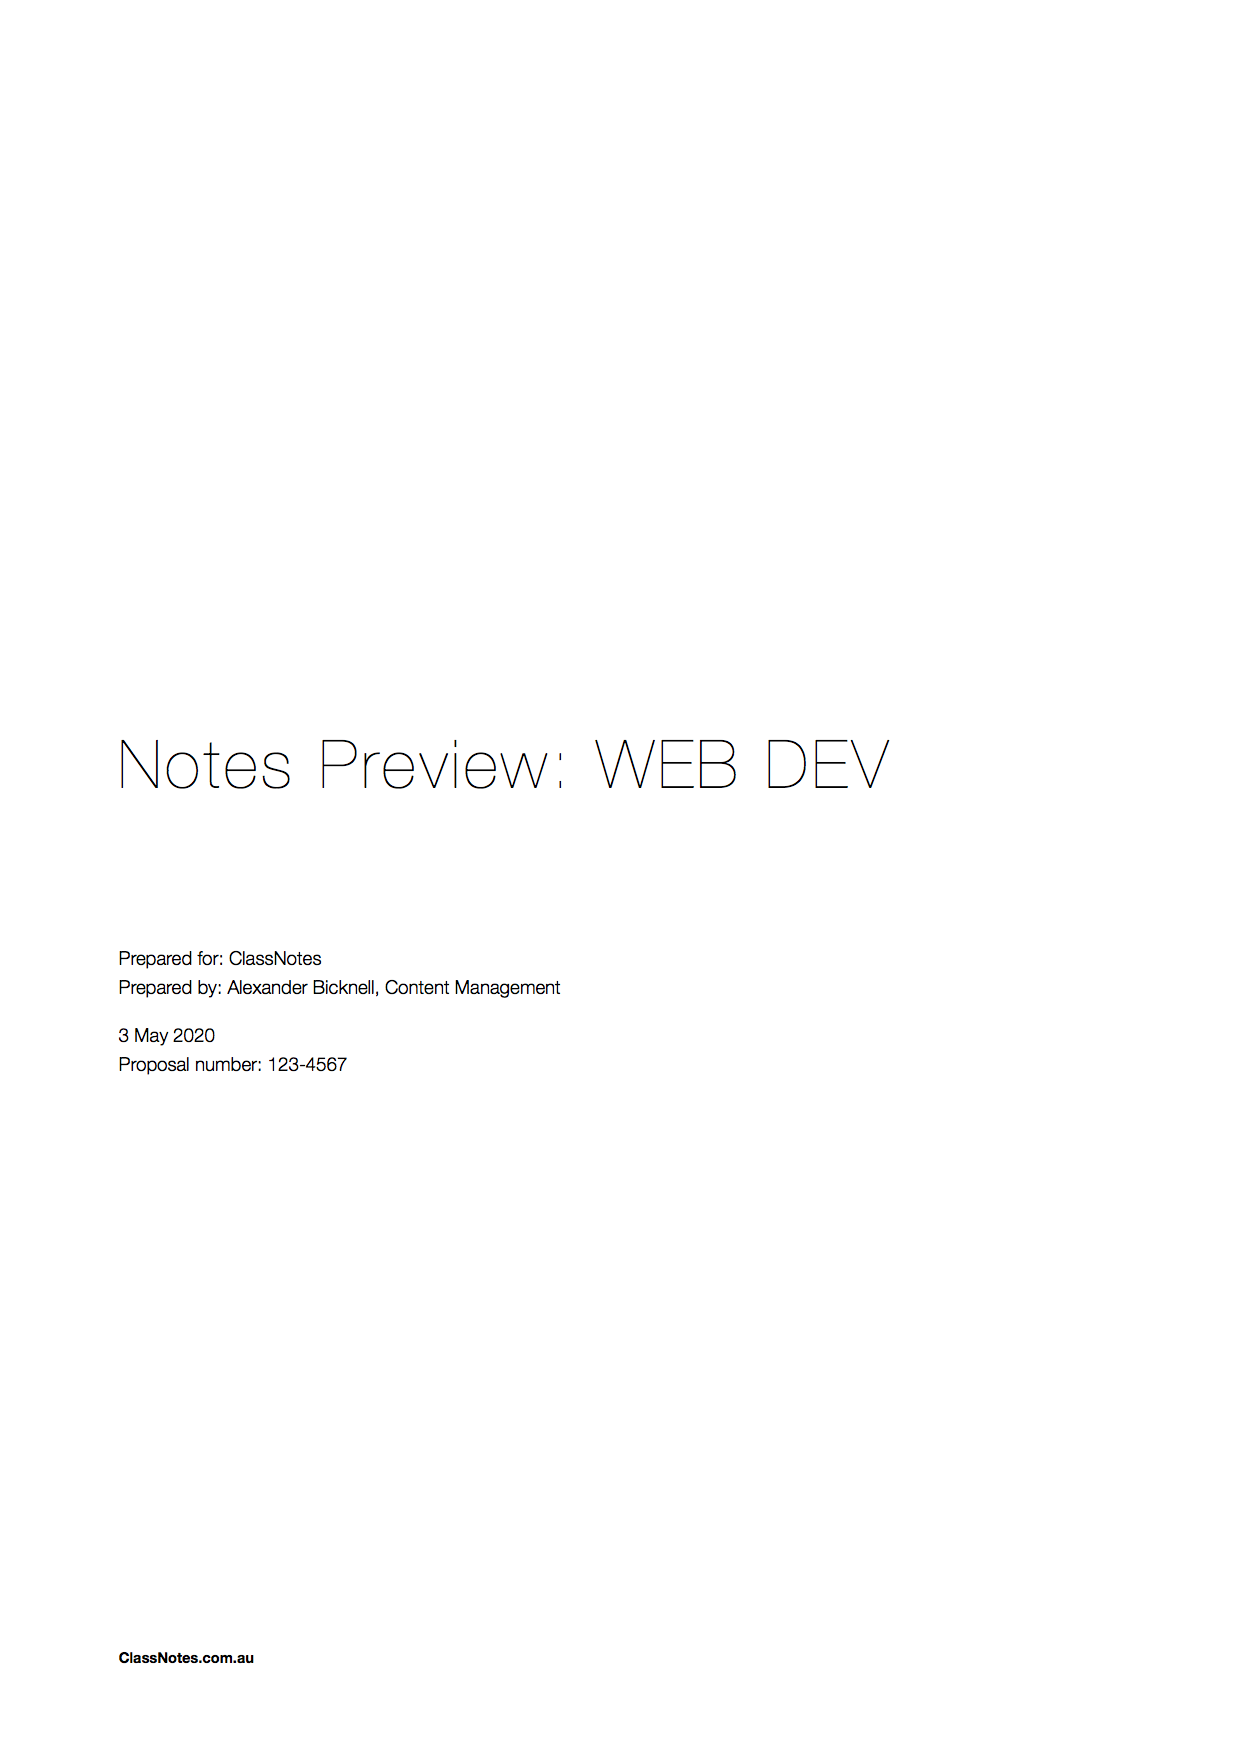 Notes Preview: WEB DEV
Prepared for: ClassNotes
Prepared by: Alexander Bicknell, Content Management
3 May 2020
Proposal number: 123-4567
ClassNotes.com.au